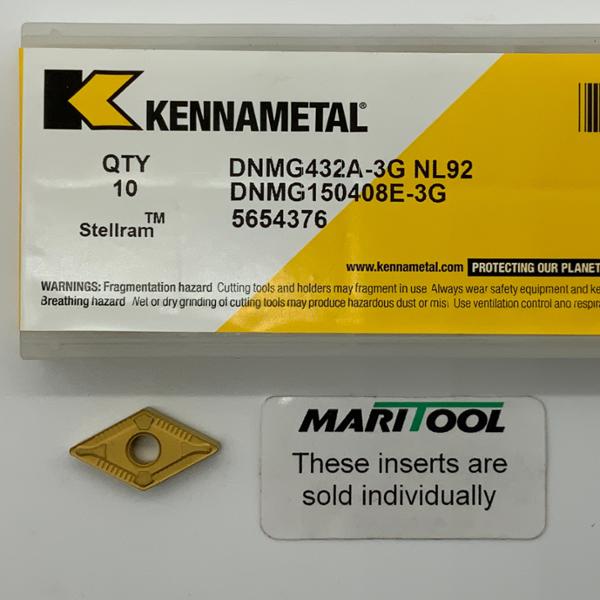 KENNAMETAL®
QTY
10
Stellram™
DNMG432A-3G NL92
DNMG150408E-3G
5654376
www.kennametal.com PROTECTING OUR PLANET
WARNINGS: Fragmentation hazard Cutting tools and holders may fragment in use Always wear safety equipment and
Breathing hazard Wet or dry grinding of cutting tools may produce hazardous dust or mist Use ventilation control and
MARITOOL
These inserts are
sold individually